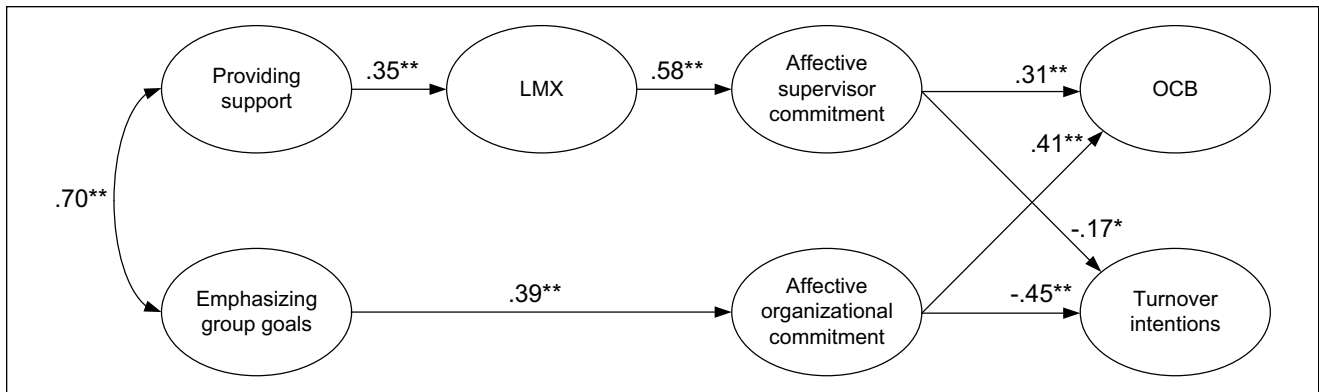 Providing
support
.35**
LMX
.58**
Affective
supervisor
commitment
.31**
OCB
.41**
.70**
-.17*
Emphasizing
group goals
.39**
Affective
organizational
commitment
-.45**
Turnover
intentions